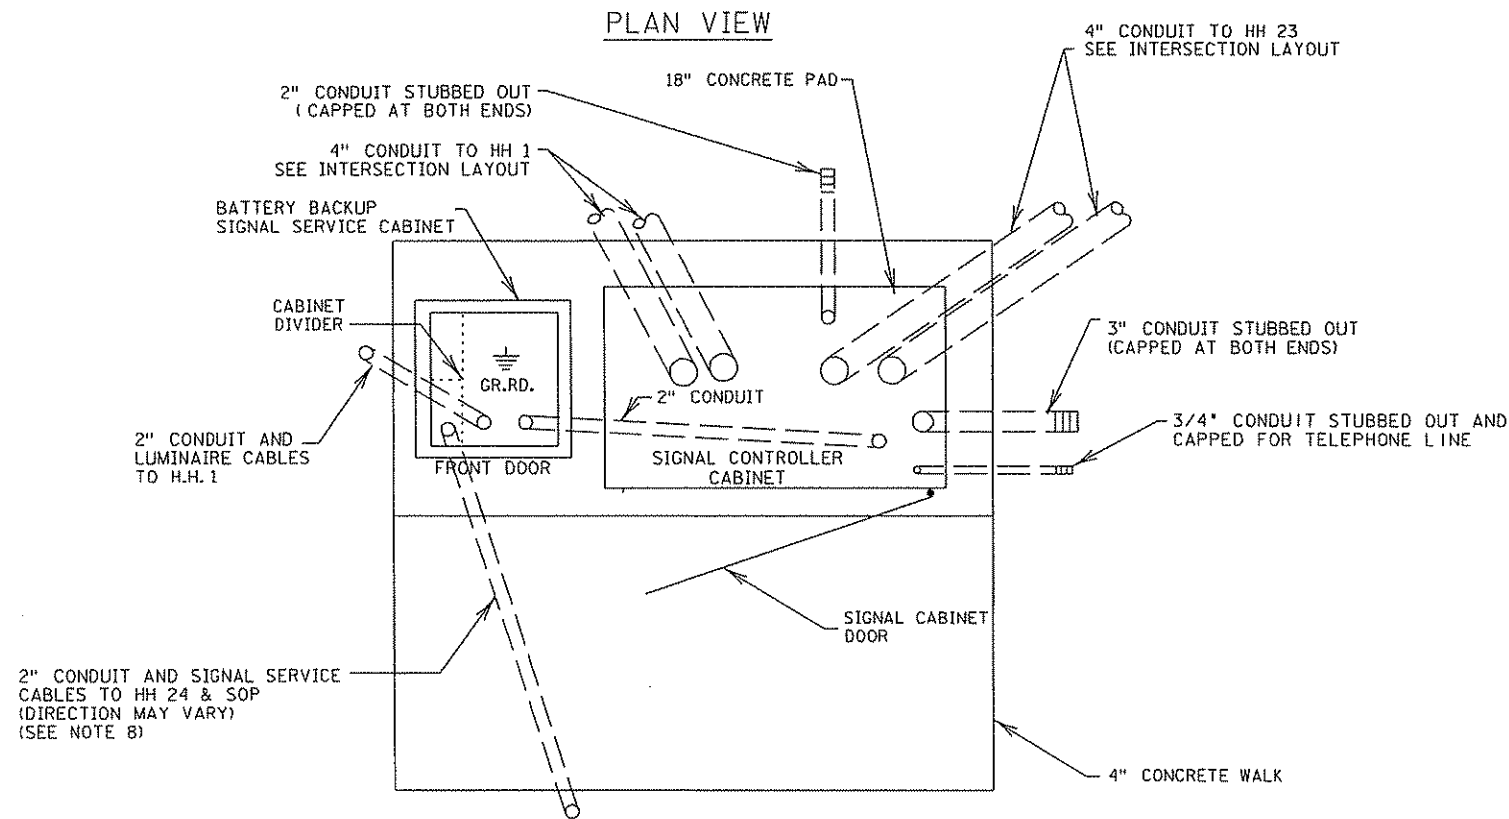 PLAN VIEW
4" CONDUIT TO HH 23
SEE INTERSECTION LAYOUT
2" CONDUIT STUBBED OUT
(CAPPED AT BOTH ENDS)
18" CONCRETE PAD
4" CONDUIT TO HH 1
SEE INTERSECTION LAYOUT
BATTERY BACKUP
SIGNAL SERVICE CABINET
CABINET
DIVIDER
GR.RD.
3" CONDUIT STUBBED OUT
(CAPPED AT BOTH ENDS)
2" CONDUIT
3/4" CONDUIT STUBBED OUT AND
CAPPED FOR TELEPHONE LINE
2" CONDUIT AND
LUMINAIRE CABLES
TO H.H. 1
FRONT DOOR
SIGNAL CONTROLLER
CABINET
SIGNAL CABINET
DOOR
2" CONDUIT AND SIGNAL SERVICE
CABLES TO HH 24 & SOP
(DIRECTION MAY VARY)
(SEE NOTE 8)
4" CONCRETE WALK